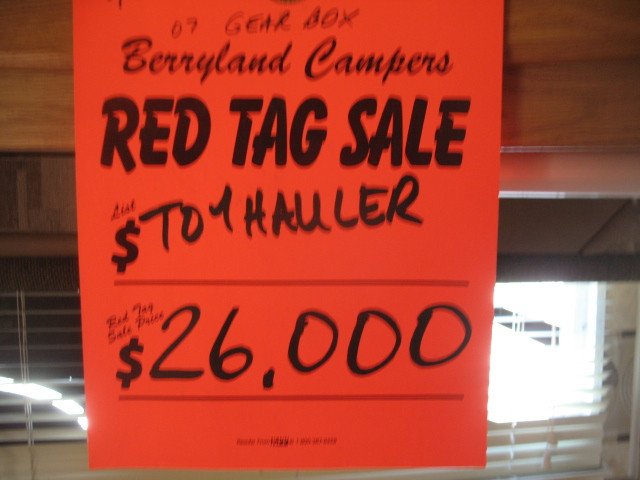 07 GEAR BOX
Berryland Campers
RED TAG SALE
List
$ TOY HAULER
Red Tag
Sale Price
$ 26,000